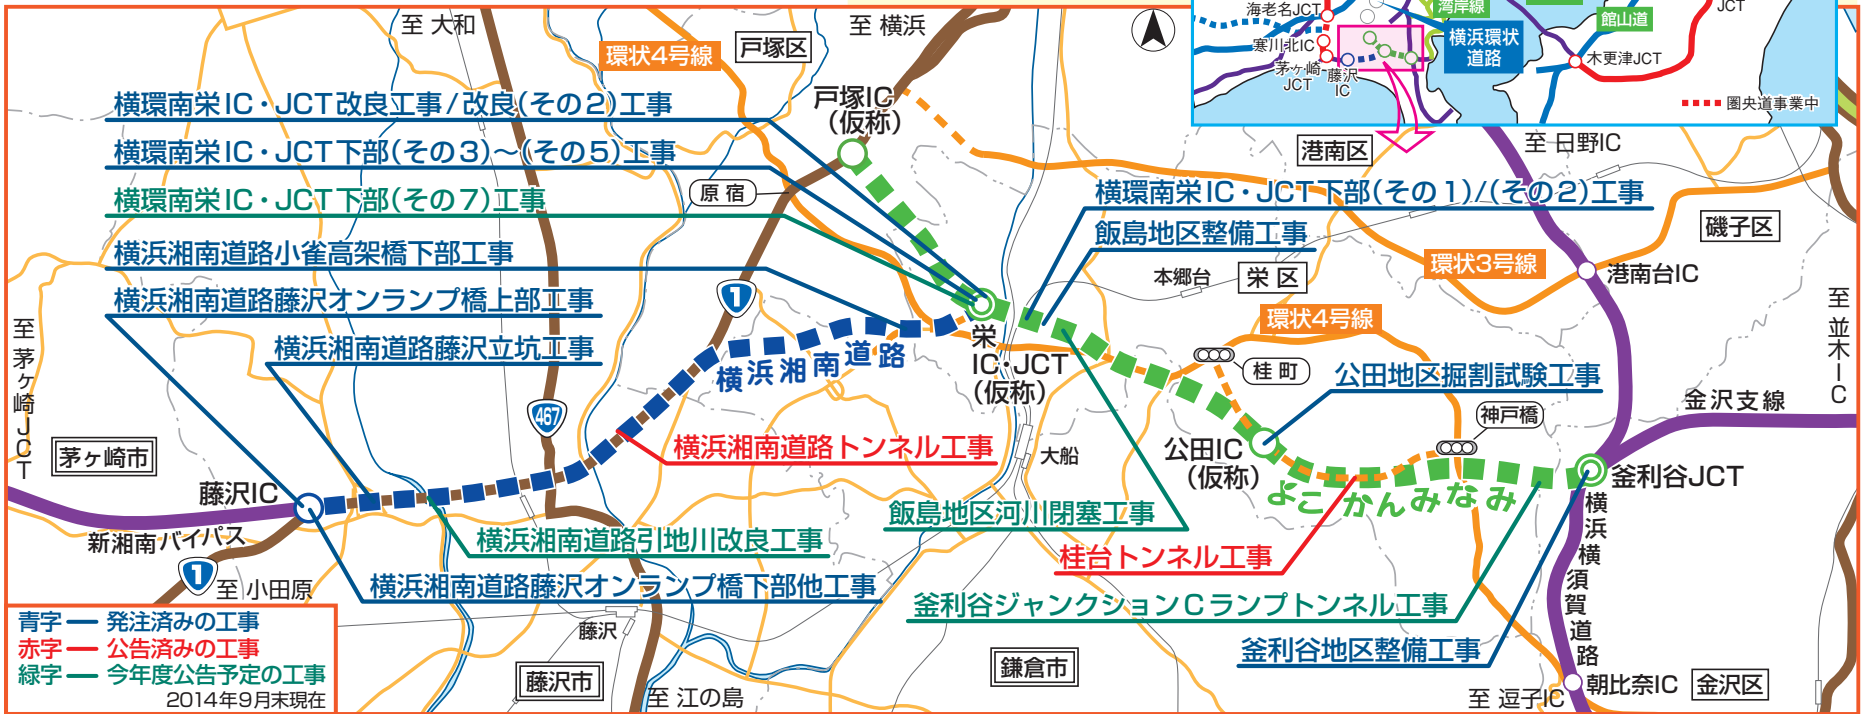 至 大和
環状4号線
戸塚区
至 横浜
戸塚IC
（仮称）
海老名JCT
寒川北IC
茅ヶ崎
JCT
藤沢
IC
横浜環状
道路
湾岸線
館山道
JCT
木更津JCT
圏央道事業中
横環南栄IC・JCT改良工事/改良（その2）工事
横環南栄IC・JCT下部（その3）～（その5）工事
横環南栄IC・JCT下部（その7）工事
横浜湘南道路小雀高架橋下部工事
横浜湘南道路藤沢オンランプ橋上部工事
横浜湘南道路藤沢立坑工事
原宿
港南区
至 日野IC
横環南栄IC・JCT下部（その1）/（その2）工事
飯島地区整備工事
磯子区
本郷台
栄区
環状3号線
港南台IC
1
環状4号線
至 並木IC
至 茅ヶ崎JCT
横浜湘南道路
栄
IC・JCT
（仮称）
桂町
公田地区掘割試験工事
神戸橋
金沢支線
467
横浜湘南道路トンネル工事
大船
公田IC
（仮称）
茅ヶ崎市
藤沢IC
よこかんみなみ
釜利谷JCT
横浜横須賀道路
新湘南バイパス
飯島地区河川閉塞工事
横浜湘南道路引地川改良工事
桂台トンネル工事
1
至 小田原
横浜湘南道路藤沢オンランプ橋下部他工事
釜利谷ジャンクションCランプトンネル工事
釜利谷地区整備工事
藤沢
藤沢市
鎌倉市
至 江の島
至 逗子IC
朝比奈IC
金沢区
青字 ― 発注済みの工事
赤字 ― 公告済みの工事
緑字 ― 今年度公告予定の工事
2014年9月末現在